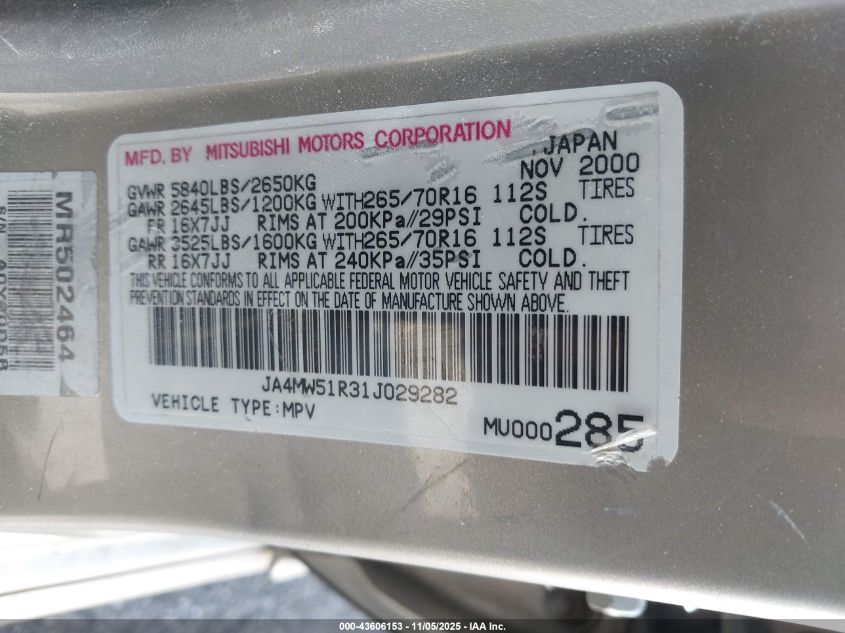 MFD. BY MITSUBISHI MOTORS CORPORATION, JAPAN
NOV 2000
GVWR 5840LBS/2650KG
GAWR 2645LBS/1200KG WITH265/70R16 112S TIRES
FR 16X7JJ RIMS AT 200KPa//29PSI COLD.
GAWR 3525LBS/1600KG WITH265/70R16 112S TIRES
RR 16X7JJ RIMS AT 240KPa//35PSI COLD.
THIS VEHICLE CONFORMS TO ALL APPLICABLE FEDERAL MOTOR VEHICLE SAFETY AND THEFT
PREVENTION STANDARDS IN EFFECT ON THE DATE OF MANUFACTURE SHOWN ABOVE.
JA4MW51R31J029282
VEHICLE TYPE:MPV
MU000285
MR502464
S/N
000-43606153 - 11/05/2025 - IAA Inc.